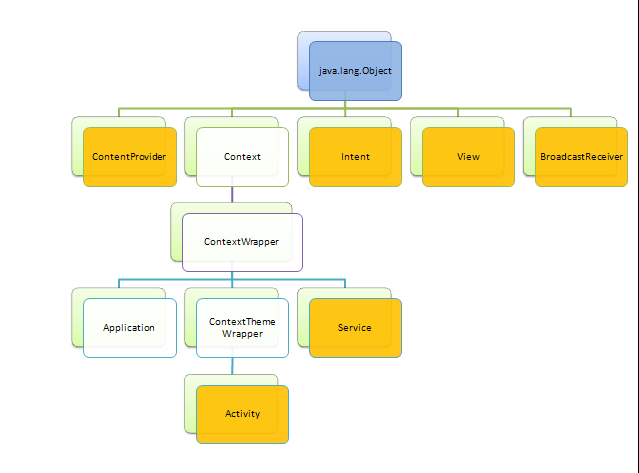 java.lang.Object
ContentProvider
Context
Intent
View
BroadcastReceiver
ContextWrapper
Application
ContextTheme
Wrapper
Service
Activity